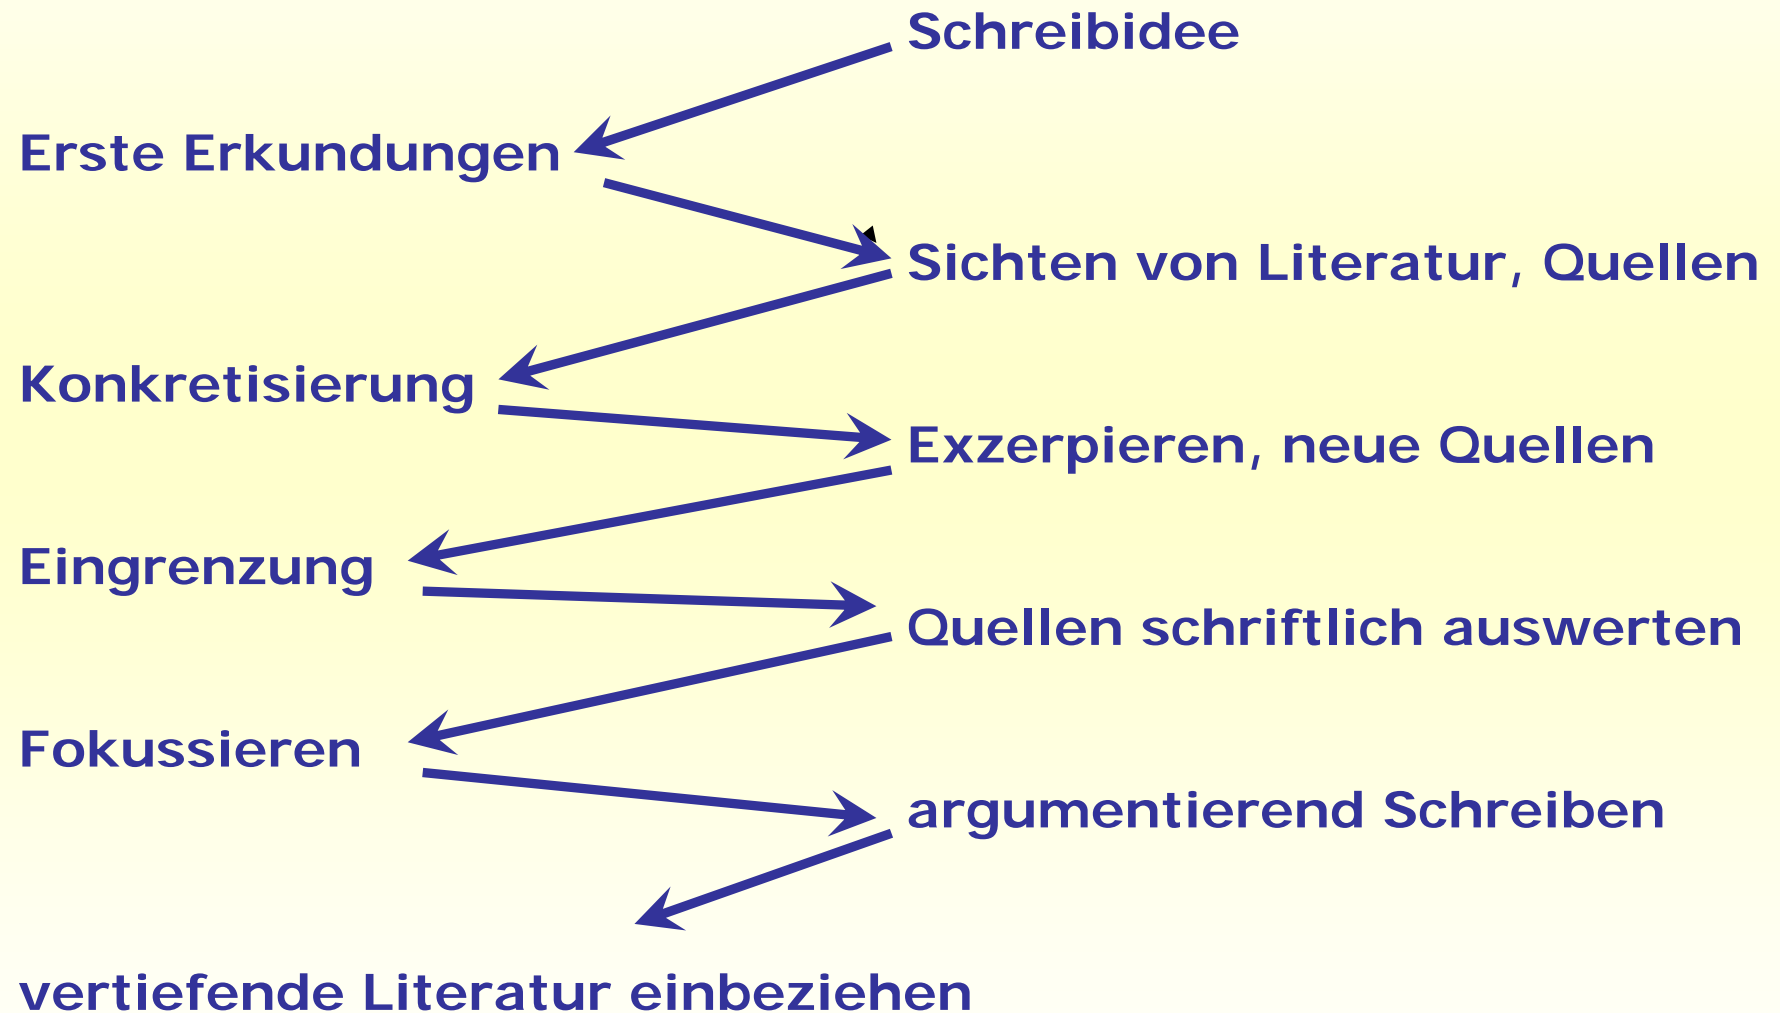 Schreibidee
Erste Erkundungen
Sichten von Literatur, Quellen
Konkretisierung
Exzerpieren, neue Quellen
Eingrenzung
Quellen schriftlich auswerten
Fokussieren
argumentierend Schreiben
vertiefende Literatur einbeziehen